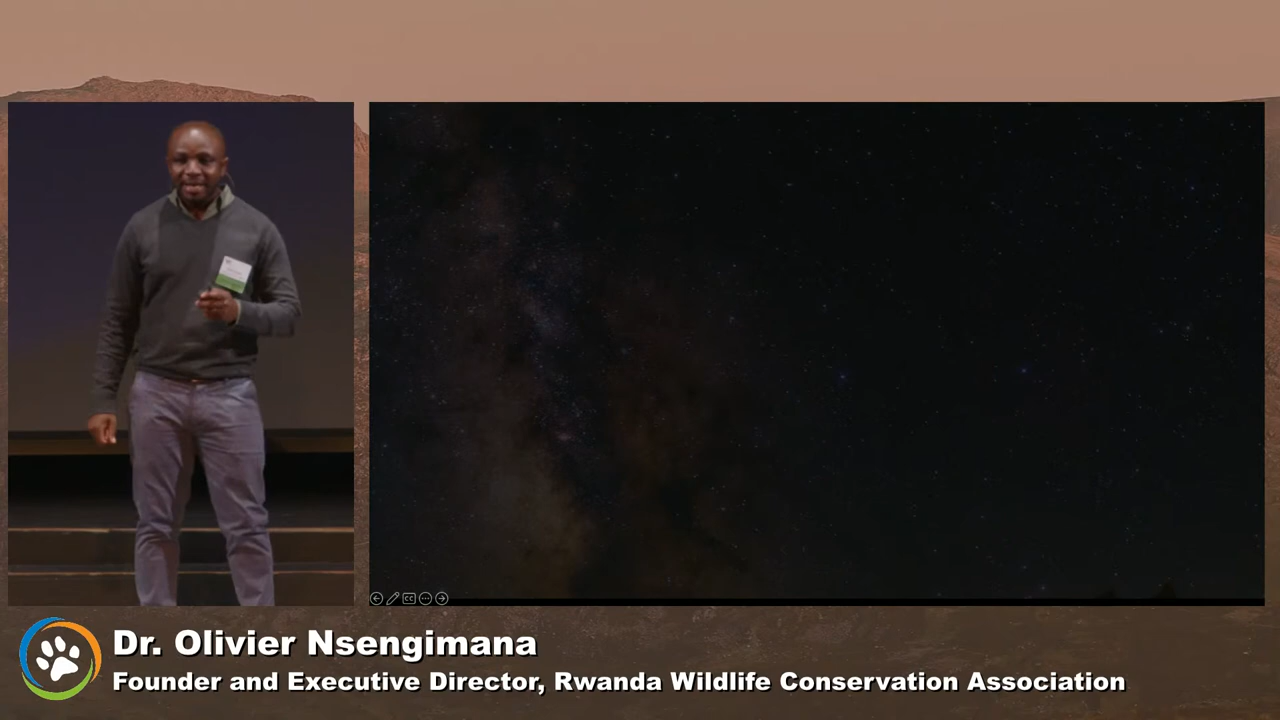 Dr. Olivier Nsengimana
Founder and Executive Director, Rwanda Wildlife Conservation Association